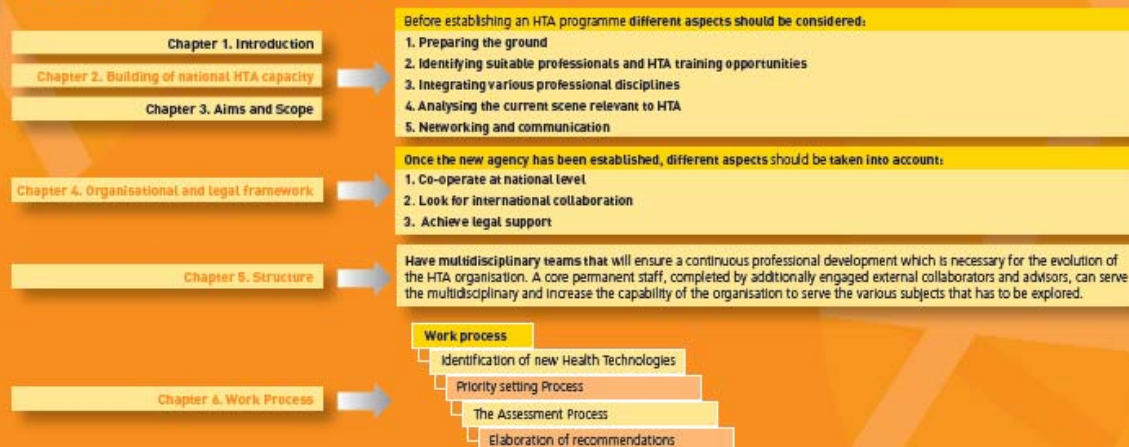 Chapter 1. Introduction
Chapter 2. Building of national HTA capacity
Chapter 3. Aims and Scope
Before establishing an HTA programme different aspects should be considered:
1. Preparing the ground
2. Identifying suitable professionals and HTA training opportunities
3. Integrating various professional disciplines
4. Analysing the current scene relevant to HTA
5. Networking and communication
Chapter 4. Organisational and legal framework
Once the new agency has been established, different aspects should be taken into account:
1. Co-operate at national level
2. Look for international collaboration
3. Achieve legal support
Chapter 5. Structure
Have multidisciplinary teams that will ensure a continuous professional development which is necessary for the evolution of
the HTA organisation. A core permanent staff, completed by additionally engaged external collaborators and advisors, can serve
the multidisciplinary and increase the capability of the organisation to serve the various subjects that has to be explored.
Chapter 6. Work Process
Work process
Identification of new Health Technologies
Priority setting Process
The Assessment Process
Elaboration of recommendations